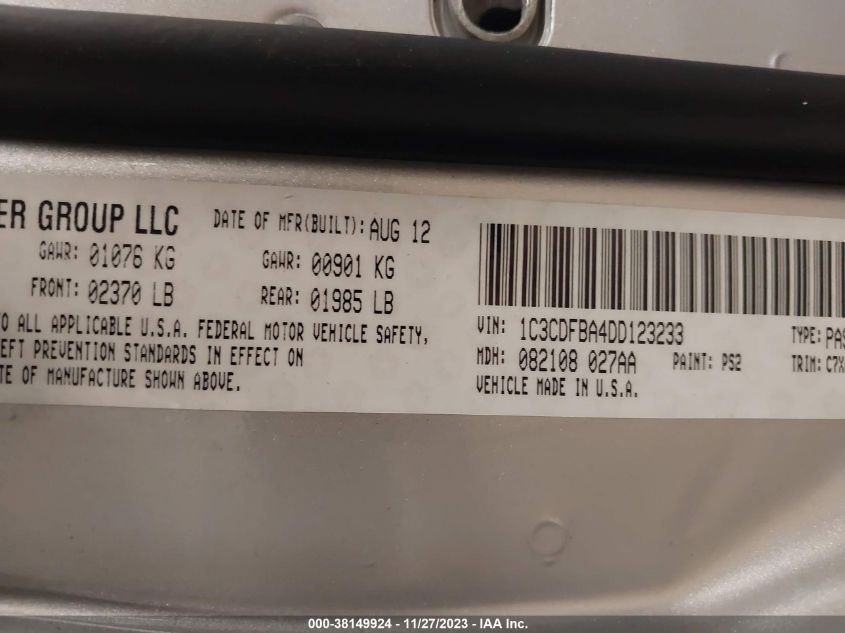 ER GROUP LLC DATE OF MFR(BUILT): AUG 12
GAWR: 01076 KG GAWR: 00901 KG
FRONT: 02370 LB REAR: 01985 LB
TO ALL APPLICABLE U.S.A. FEDERAL MOTOR VEHICLE SAFETY,
EFT PREVENTION STANDARDS IN EFFECT ON
TE OF MANUFACTURE SHOWN ABOVE.
VIN: 1C3CDFBA4DD123233 TYPE: PAS
MDH: 082108 027AA PAINT: PS2 TRIM: C7X
VEHICLE MADE IN U.S.A.
000-38149924 - 11/27/2023 - IAA Inc.